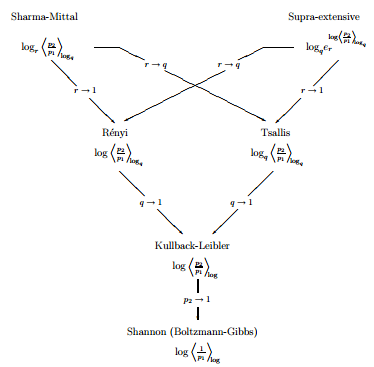 Sharma-Mittal Supra-extensive
log_r ⟨p₂/p₁⟩_{log_q} log_q e_r^{log⟨p₂/p₁⟩_{log_q}}
r → q r → q
r → 1 r → 1
Rényi Tsallis
log ⟨p₂/p₁⟩_{log_q} log_q ⟨p₂/p₁⟩_{log_q}
q → 1 q → 1
Kullback-Leibler
log ⟨p₂/p₁⟩_{log}
p₂ → 1
Shannon (Boltzmann-Gibbs)
log ⟨1/p₁⟩_{log}